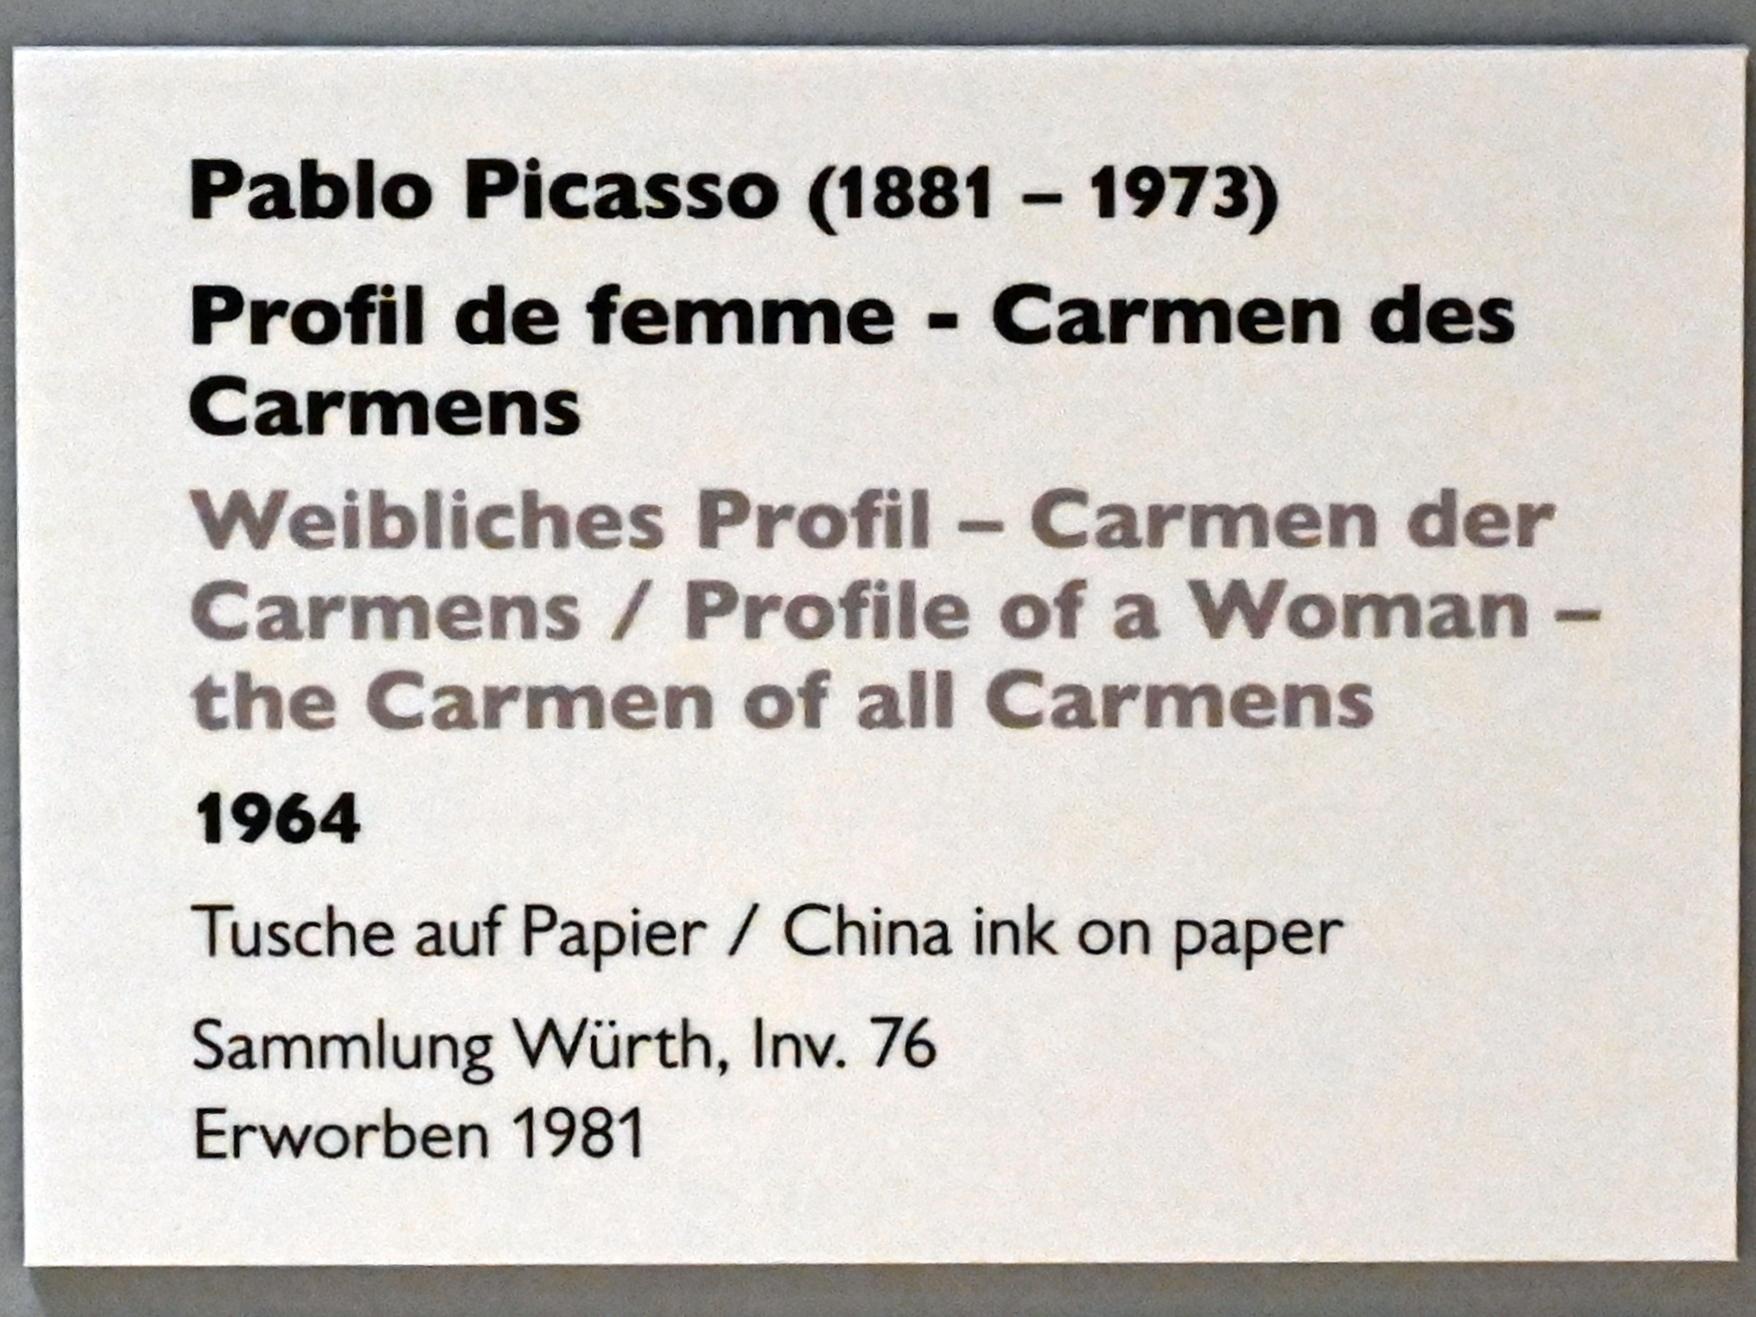 Pablo Picasso (1881 – 1973)
Profil de femme - Carmen des
Carmens
Weibliches Profil – Carmen der
Carmens / Profile of a Woman –
the Carmen of all Carmens
1964
Tusche auf Papier / China ink on paper
Sammlung Würth, Inv. 76
Erworben 1981